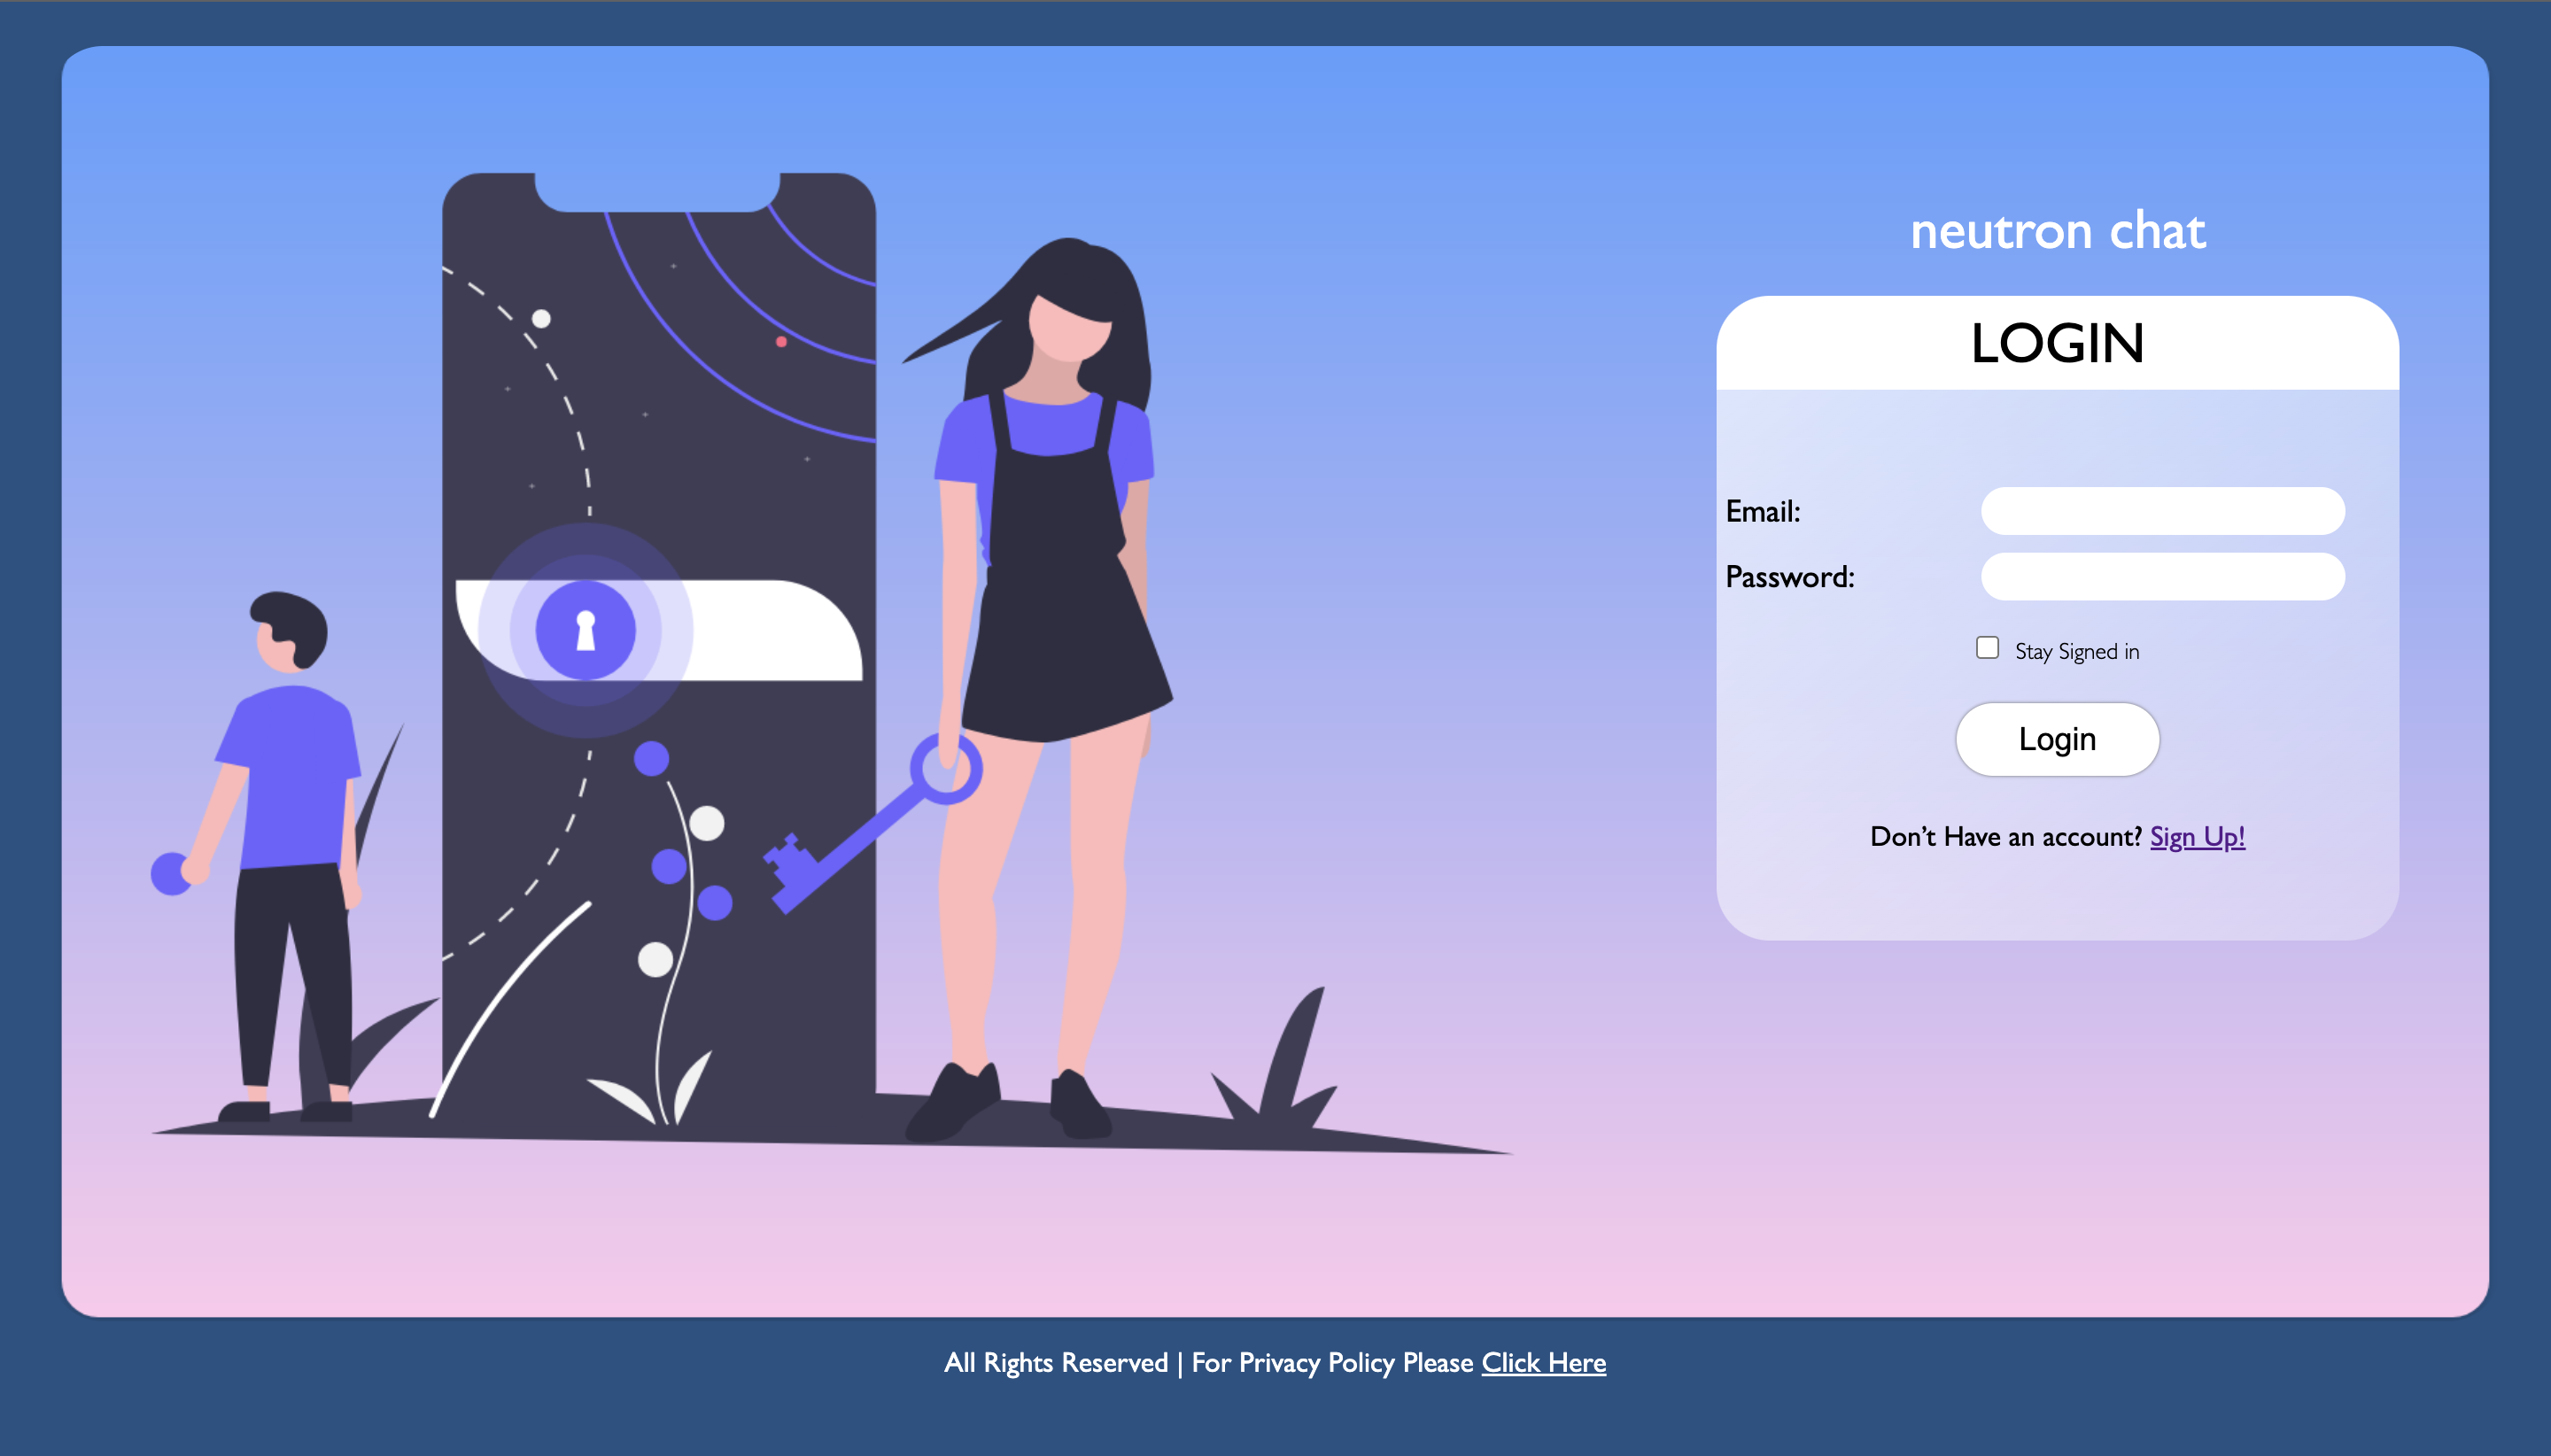 neutron chat
LOGIN
Email:
Password:
Stay Signed in
Login
Don’t Have an account? Sign Up!
All Rights Reserved | For Privacy Policy Please Click Here